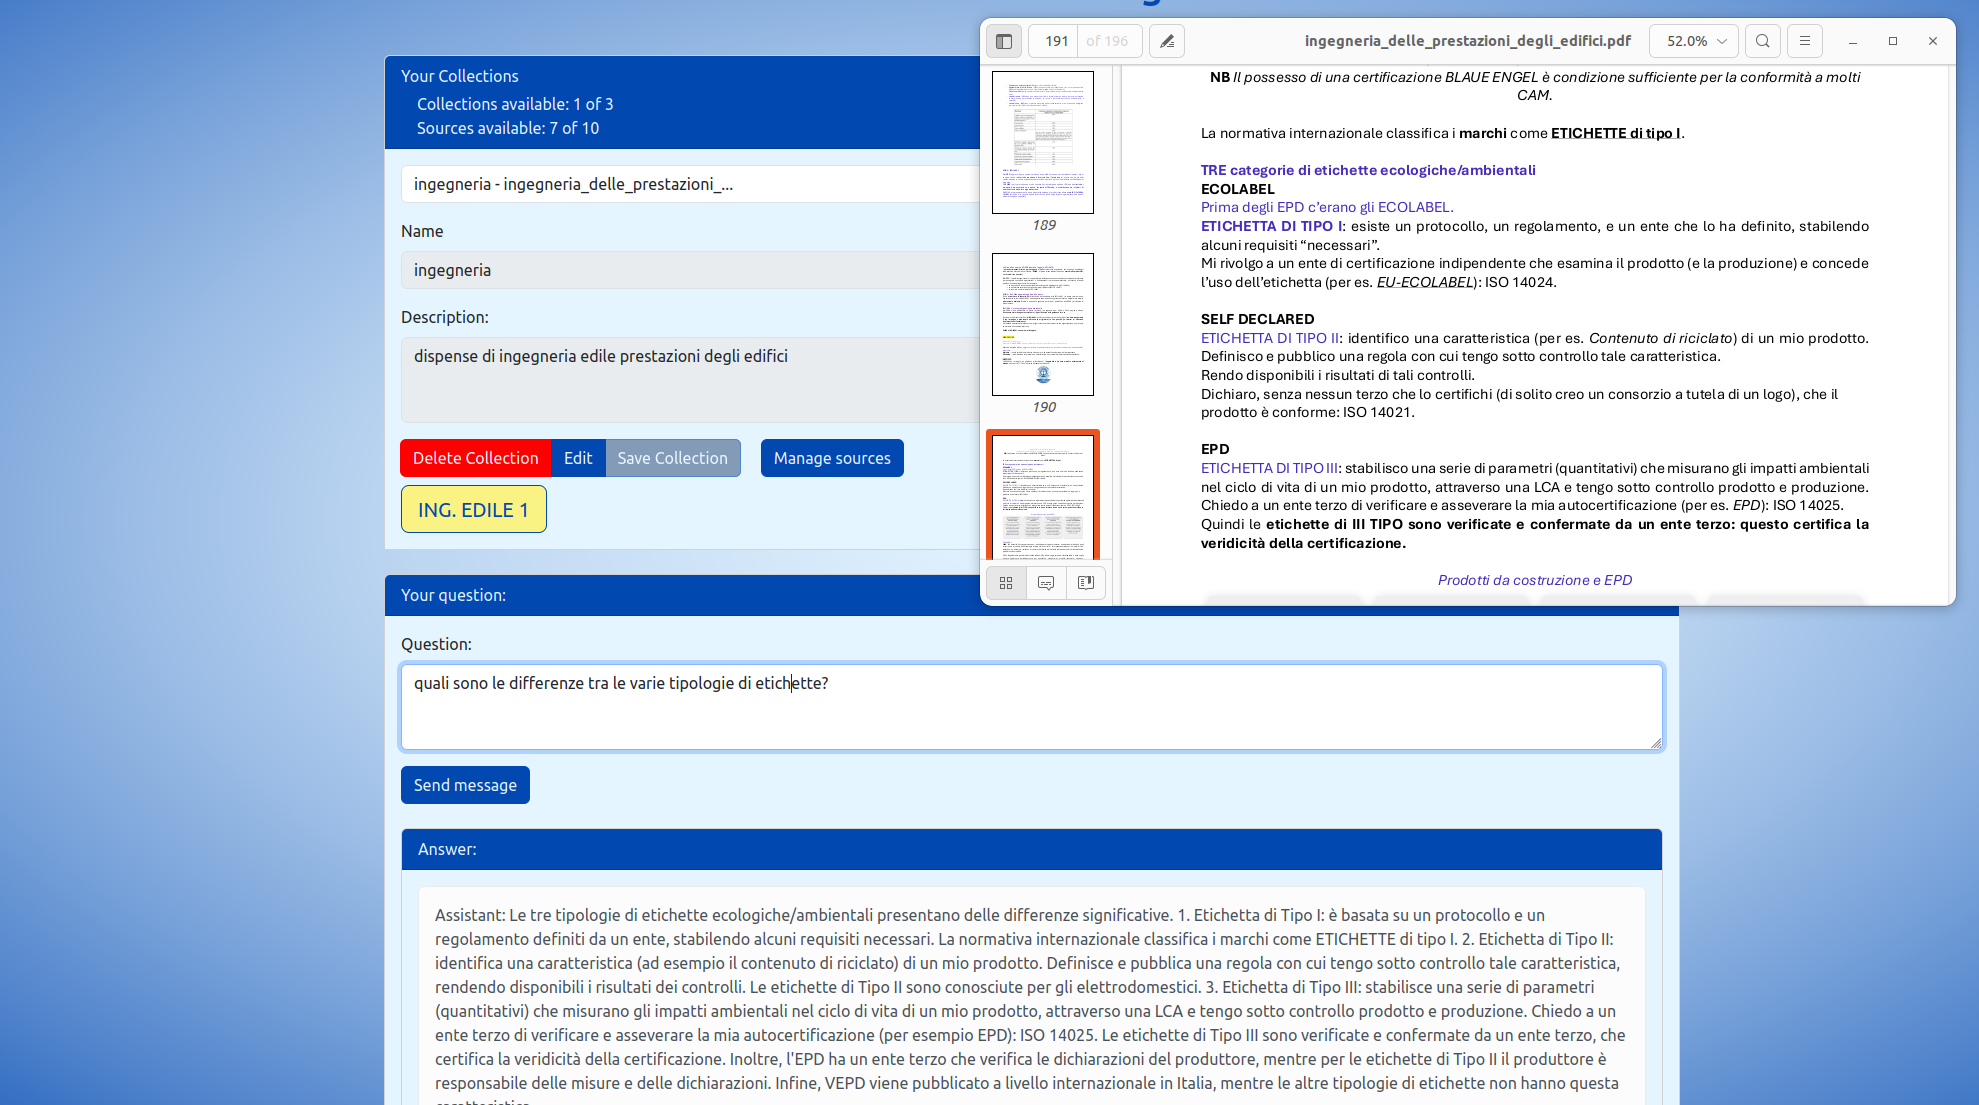 Your Collections
Collections available: 1 of 3
Sources available: 7 of 10
ingegneria - ingegneria_delle_prestazioni_...
Name
ingegneria
Description:
dispense di ingegneria edile prestazioni degli edifici
Delete Collection Edit Save Collection Manage sources
ING. EDILE 1
191 of 196 ingegneria_delle_prestazioni_degli_edifici.pdf 52.0%
189
190
NB Il possesso di una certificazione BLAUE ENGEL è condizione sufficiente per la conformità a molti
CAM.
La normativa internazionale classifica i marchi come ETICHETTE di tipo I.
TRE categorie di etichette ecologiche/ambientali
ECOLABEL
Prima degli EPD c’erano gli ECOLABEL.
ETICHETTA DI TIPO I: esiste un protocollo, un regolamento, e un ente che lo ha definito, stabilendo
alcuni requisiti “necessari”.
Mi rivolgo a un ente di certificazione indipendente che esamina il prodotto (e la produzione) e concede
l’uso dell’etichetta (per es. EU-ECOLABEL): ISO 14024.
SELF DECLARED
ETICHETTA DI TIPO II: identifico una caratteristica (per es. Contenuto di riciclato) di un mio prodotto.
Definisco e pubblico una regola con cui tengo sotto controllo tale caratteristica.
Rendo disponibili i risultati di tali controlli.
Dichiaro, senza nessun terzo che lo certifichi (di solito creo un consorzio a tutela di un logo), che il
prodotto è conforme: ISO 14021.
EPD
ETICHETTA DI TIPO III: stabilisco una serie di parametri (quantitativi) che misurano gli impatti ambientali
nel ciclo di vita di un mio prodotto, attraverso una LCA e tengo sotto controllo prodotto e produzione.
Chiedo a un ente terzo di verificare e asseverare la mia autocertificazione (per es. EPD): ISO 14025.
Quindi le etichette di III TIPO sono verificate e confermate da un ente terzo: questo certifica la
veridicità della certificazione.
Prodotti da costruzione e EPD
Your question:
Question:
quali sono le differenze tra le varie tipologie di etichette?
Send message
Answer:
Assistant: Le tre tipologie di etichette ecologiche/ambientali presentano delle differenze significative. 1. Etichetta di Tipo I: è basata su un protocollo e un
regolamento definiti da un ente, stabilendo alcuni requisiti necessari. La normativa internazionale classifica i marchi come ETICHETTE di tipo I. 2. Etichetta di Tipo II:
identifica una caratteristica (ad esempio il contenuto di riciclato) di un mio prodotto. Definisce e pubblica una regola con cui tengo sotto controllo tale caratteristica,
rendendo disponibili i risultati dei controlli. Le etichette di Tipo II sono conosciute per gli elettrodomestici. 3. Etichetta di Tipo III: stabilisce una serie di parametri
(quantitativi) che misurano gli impatti ambientali nel ciclo di vita di un mio prodotto, attraverso una LCA e tengo sotto controllo prodotto e produzione. Chiedo a un
ente terzo di verificare e asseverare la mia autocertificazione (per esempio EPD): ISO 14025. Le etichette di Tipo III sono verificate e confermate da un ente terzo, che
certifica la veridicità della certificazione. Inoltre, l'EPD ha un ente terzo che verifica le dichiarazioni del produttore, mentre per le etichette di Tipo II il produttore è
responsabile delle misure e delle dichiarazioni. Infine, VEPD viene pubblicato a livello internazionale in Italia, mentre le altre tipologie di etichette non hanno questa